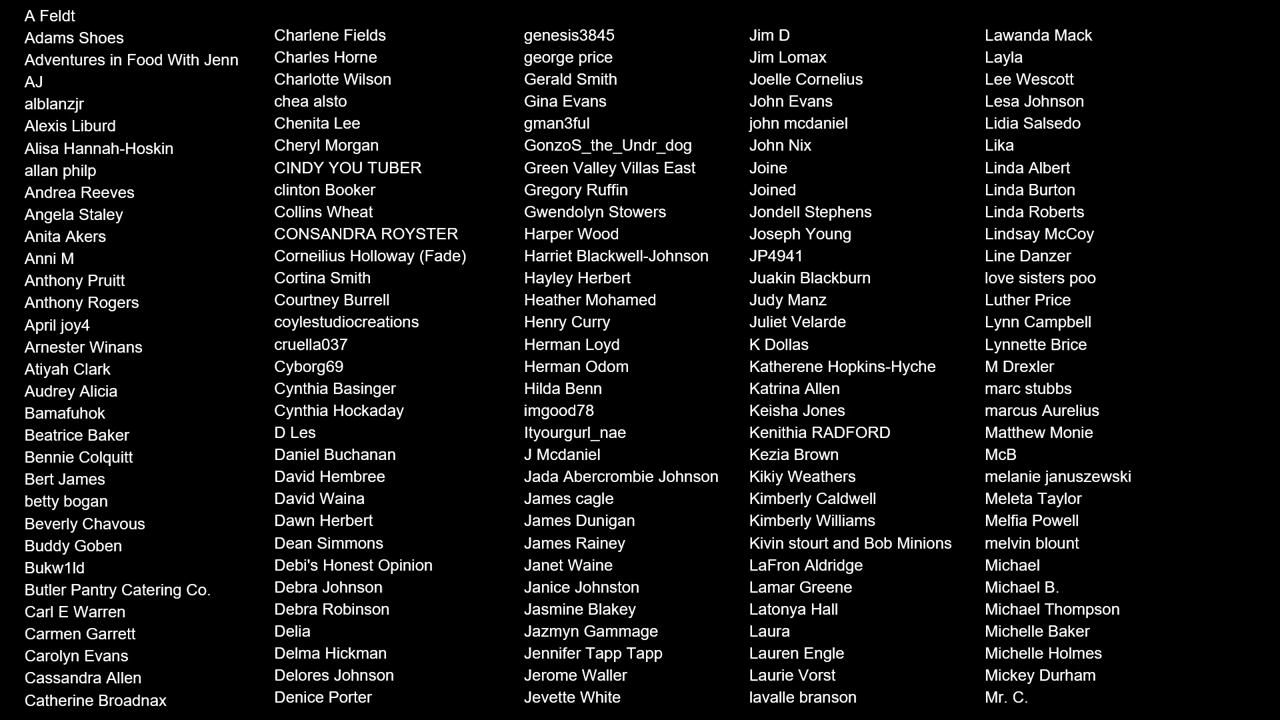 A Feldt
Adams Shoes
Adventures in Food With Jenn
AJ
alblanzjr
Alexis Liburd
Alisa Hannah-Hoskin
allan philp
Andrea Reeves
Angela Staley
Anita Akers
Anni M
Anthony Pruitt
Anthony Rogers
April joy4
Arnester Winans
Atiyah Clark
Audrey Alicia
Bamafuhok
Beatrice Baker
Bennie Colquitt
Bert James
betty bogan
Beverly Chavous
Buddy Goben
Bukw1ld
Butler Pantry Catering Co.
Carl E Warren
Carmen Garrett
Carolyn Evans
Cassandra Allen
Catherine Broadnax
Charlene Fields
Charles Horne
Charlotte Wilson
chea alsto
Chenita Lee
Cheryl Morgan
CINDY YOU TUBER
clinton Booker
Collins Wheat
CONSANDRA ROYSTER
Corneilius Holloway (Fade)
Cortina Smith
Courtney Burrell
coylestudiocreations
cruella037
Cyborg69
Cynthia Basinger
Cynthia Hockaday
D Les
Daniel Buchanan
David Hembree
David Waina
Dawn Herbert
Dean Simmons
Debi's Honest Opinion
Debra Johnson
Debra Robinson
Delia
Delma Hickman
Delores Johnson
Denice Porter
genesis3845
george price
Gerald Smith
Gina Evans
gman3ful
GonzoS_the_Undr_dog
Green Valley Villas East
Gregory Ruffin
Gwendolyn Stowers
Harper Wood
Harriet Blackwell-Johnson
Hayley Herbert
Heather Mohamed
Henry Curry
Herman Loyd
Herman Odom
Hilda Benn
imgood78
Ityourgurl_nae
J Mcdaniel
Jada Abercrombie Johnson
James cagle
James Dunigan
James Rainey
Janet Waine
Janice Johnston
Jasmine Blakey
Jazmyn Gammage
Jennifer Tapp Tapp
Jerome Waller
Jevette White
Jim D
Jim Lomax
Joelle Cornelius
John Evans
john mcdaniel
John Nix
Joine
Joined
Jondell Stephens
Joseph Young
JP4941
Juakin Blackburn
Judy Manz
Juliet Velarde
K Dollas
Katherene Hopkins-Hyche
Katrina Allen
Keisha Jones
Kenithia RADFORD
Kezia Brown
Kikiy Weathers
Kimberly Caldwell
Kimberly Williams
Kivin stourt and Bob Minions
LaFron Aldridge
Lamar Greene
Latonya Hall
Laura
Lauren Engle
Laurie Vorst
lavalle branson
Lawanda Mack
Layla
Lee Wescott
Lesa Johnson
Lidia Salsedo
Lika
Linda Albert
Linda Burton
Linda Roberts
Lindsay McCoy
Line Danzer
love sisters poo
Luther Price
Lynn Campbell
Lynnette Brice
M Drexler
marc stubbs
marcus Aurelius
Matthew Monie
McB
melanie januszewski
Meleta Taylor
Melfia Powell
melvin blount
Michael
Michael B.
Michael Thompson
Michelle Baker
Michelle Holmes
Mickey Durham
Mr. C.